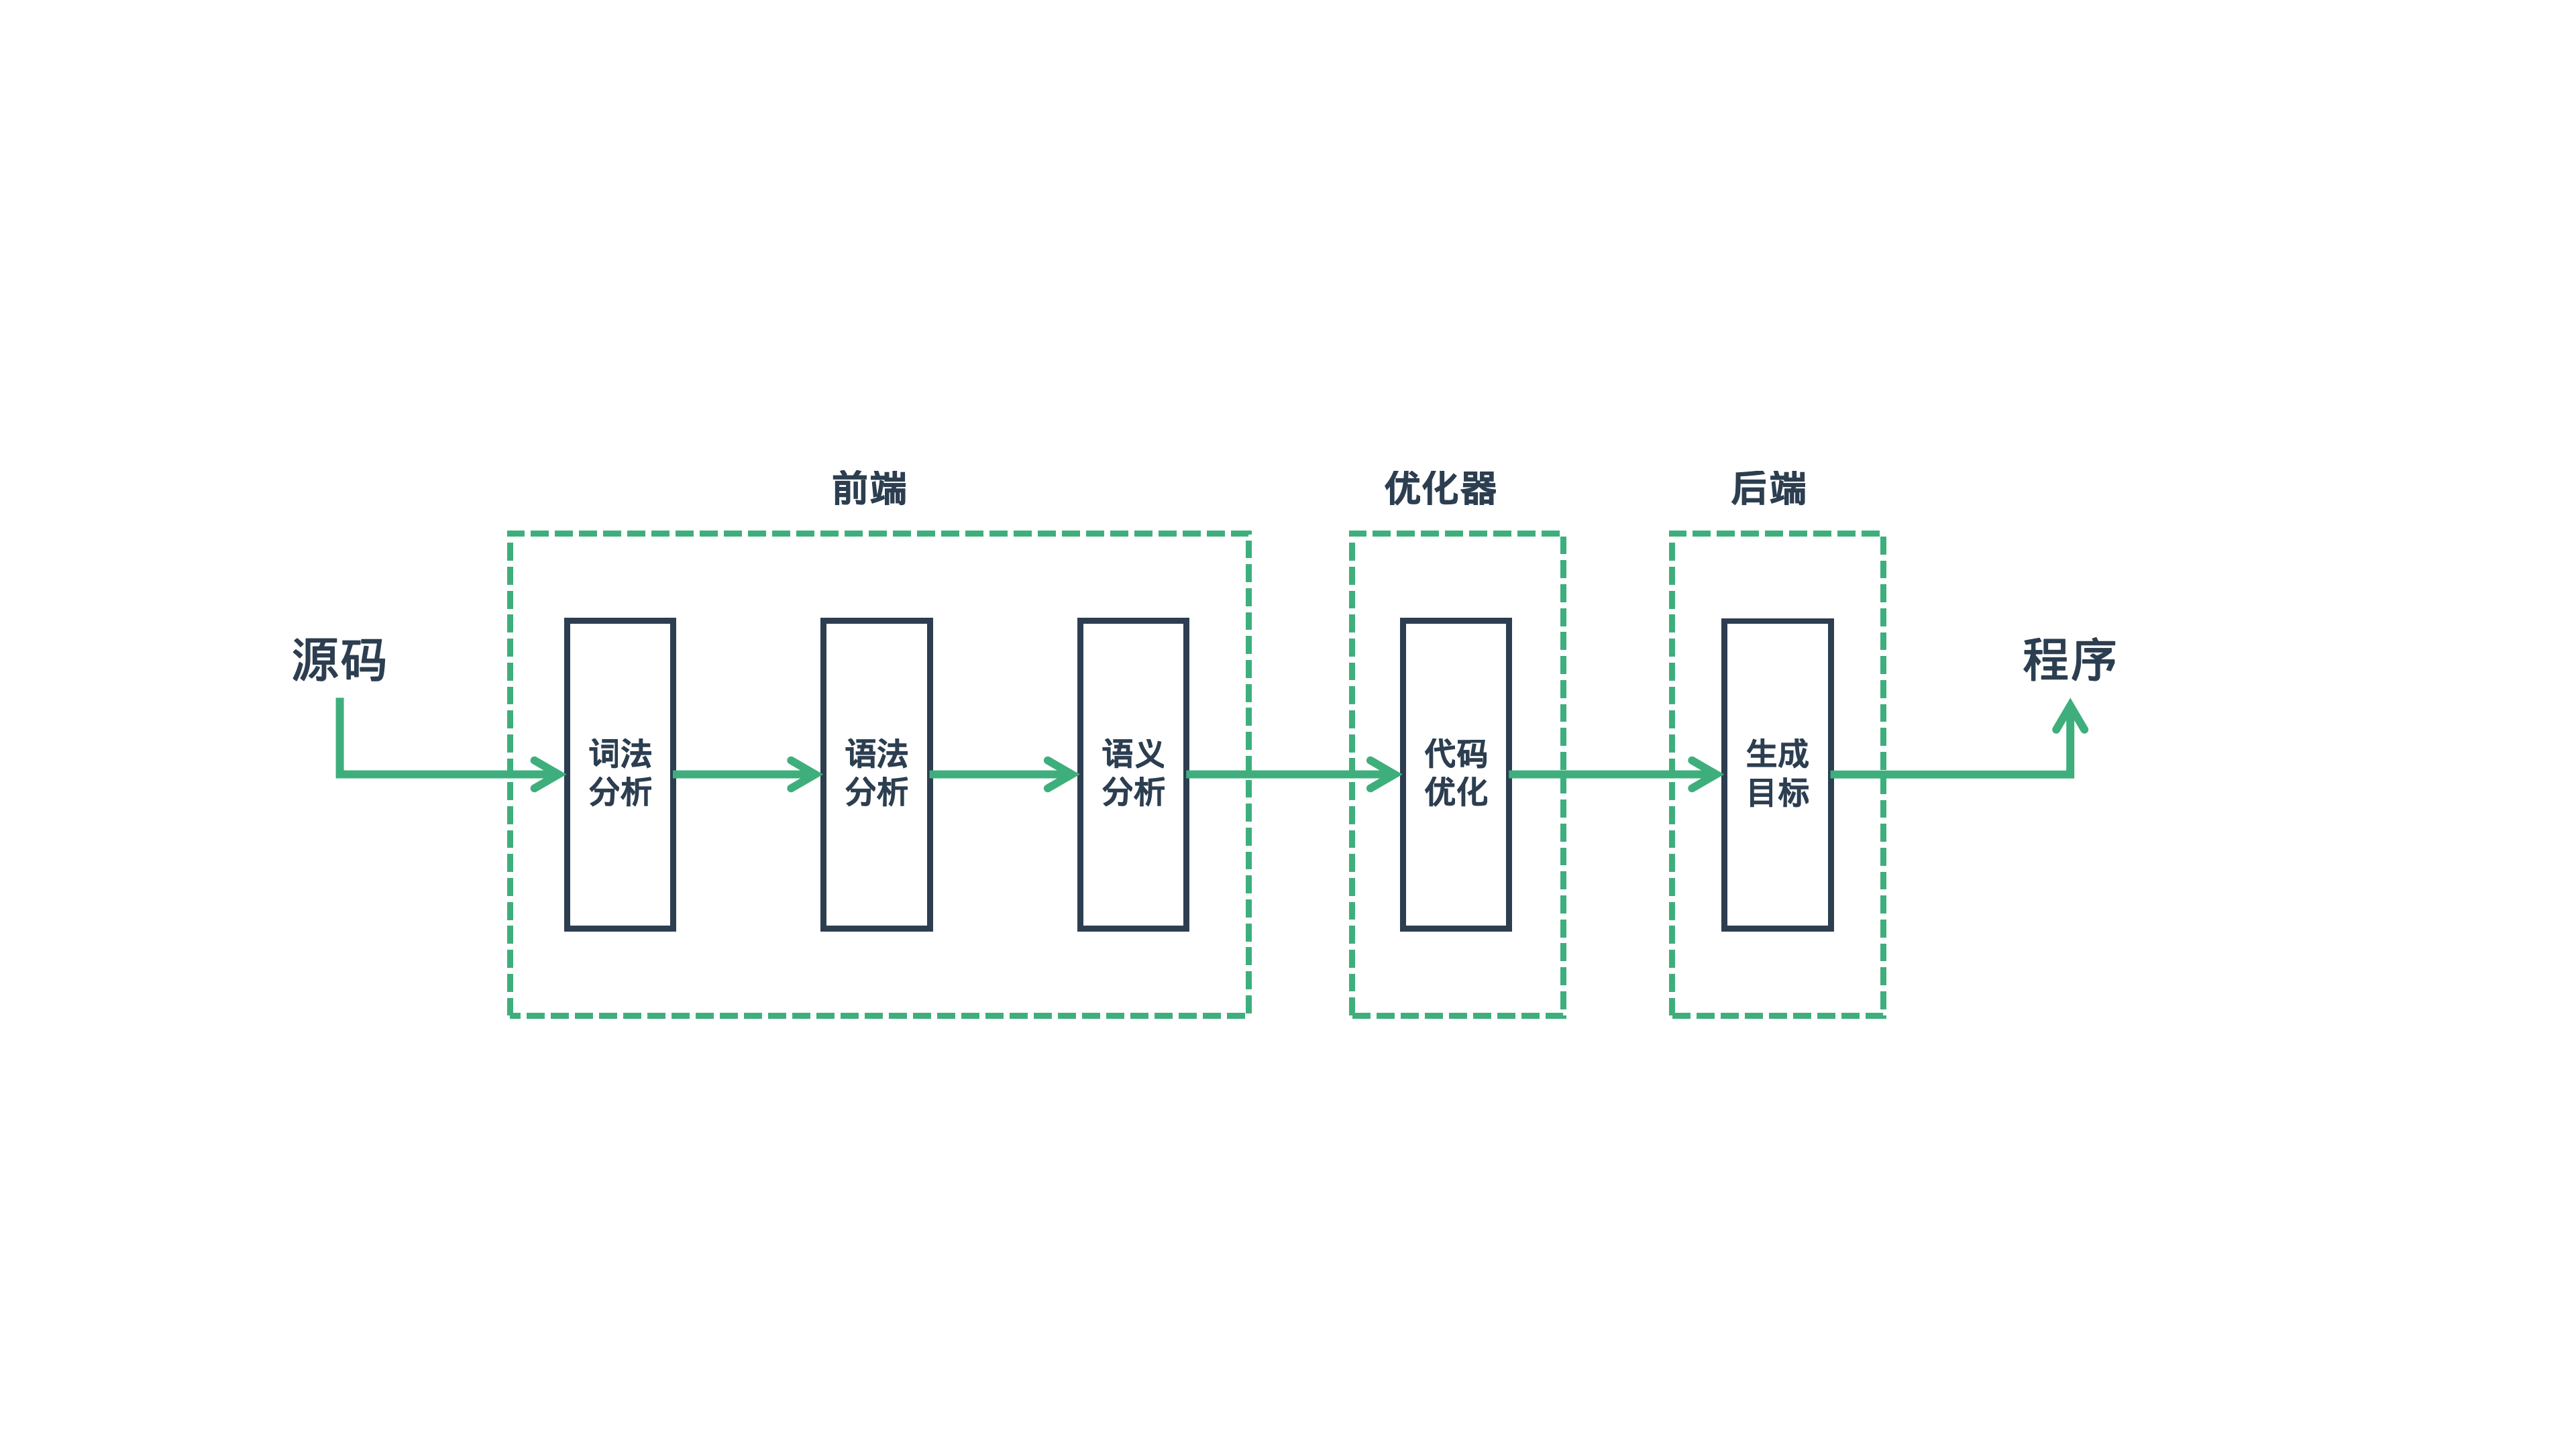 前端
优化器
后端
源码
程序
词法
分析
语法
分析
语义
分析
代码
优化
生成
目标